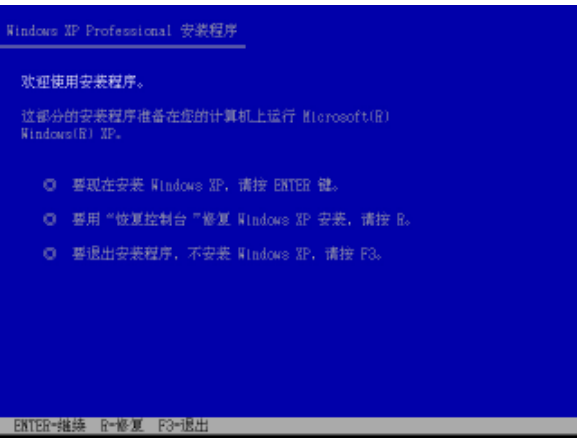 Windows XP Professional 安装程序
欢迎使用安装程序。
这部分的安装程序准备在您的计算机上运行 Microsoft(R)
Windows(R) XP。
◎ 要现在安装 Windows XP，请按 ENTER 键。
◎ 要用“恢复控制台”修复 Windows XP 安装，请按 R。
◎ 要退出安装程序，不安装 Windows XP，请按 F3。
ENTER=继续 R=修复 F3=退出